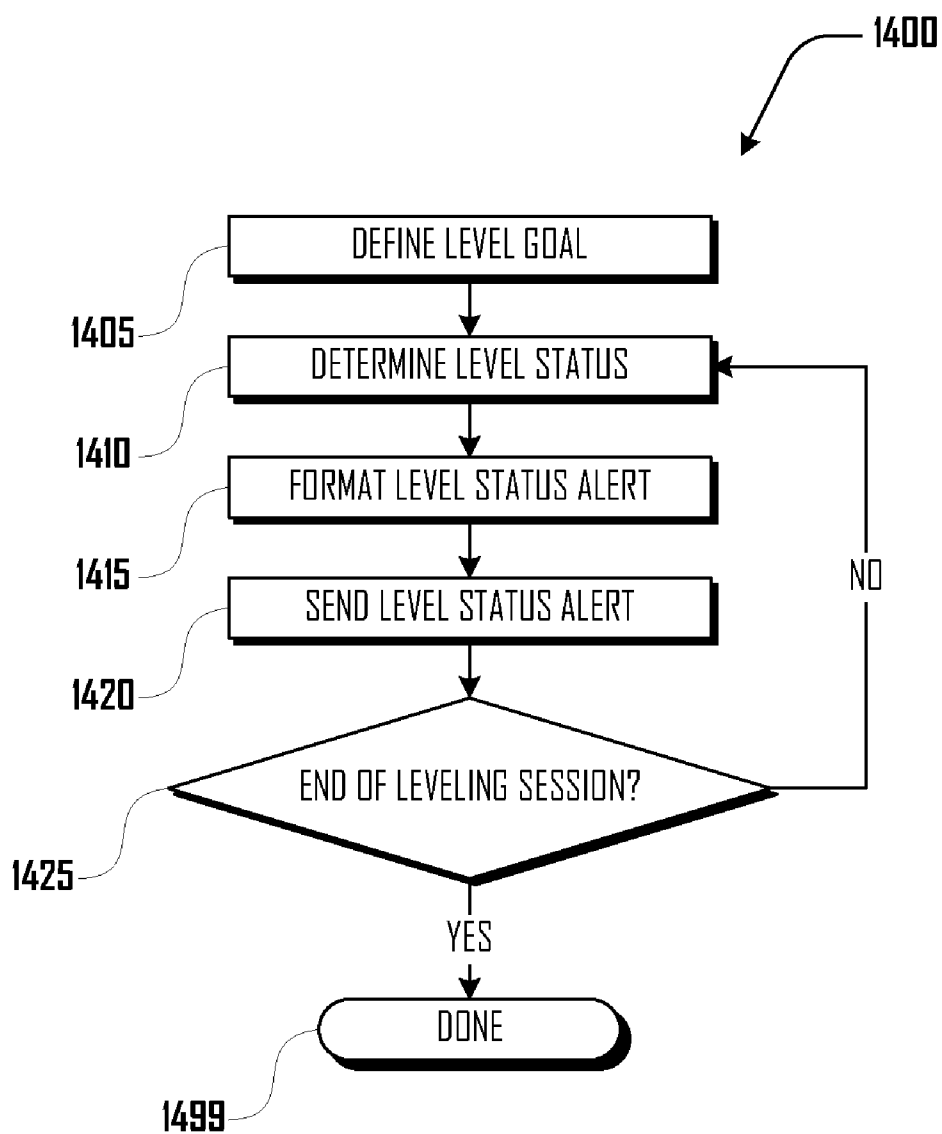 1400
DEFINE LEVEL GOAL
1405
DETERMINE LEVEL STATUS
1410
FORMAT LEVEL STATUS ALERT
1415
NO
SEND LEVEL STATUS ALERT
1420
END OF LEVELING SESSION?
1425
YES
DONE
1499